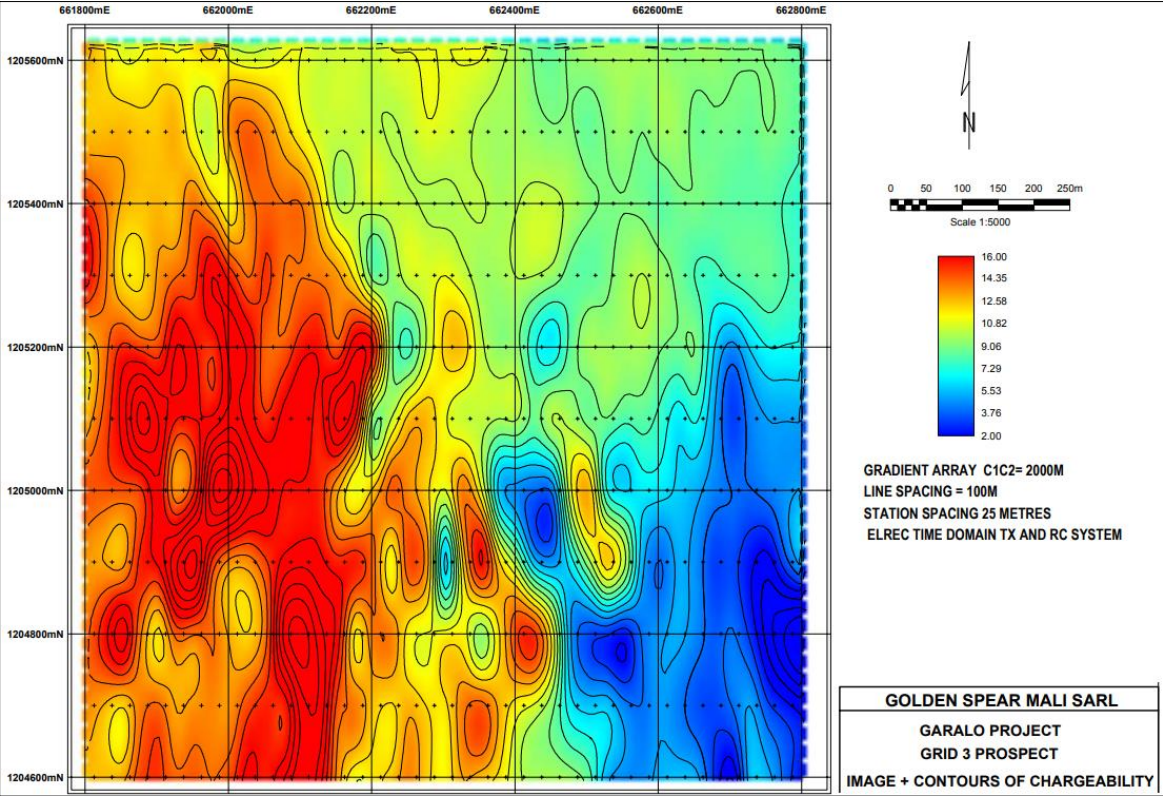 661800mE 662000mE 662200mE 662400mE 662600mE 662800mE
1205600mN
1205400mN
1205200mN
1205000mN
1204800mN
1204600mN
N
0 50 100 150 200 250m
Scale 1:5000
16.00
14.35
12.58
10.82
9.06
7.29
5.53
3.76
2.00
GRADIENT ARRAY C1C2= 2000M
LINE SPACING = 100M
STATION SPACING 25 METRES
ELREC TIME DOMAIN TX AND RC SYSTEM
GOLDEN SPEAR MALI SARL
GARALO PROJECT
GRID 3 PROSPECT
IMAGE + CONTOURS OF CHARGEABILITY